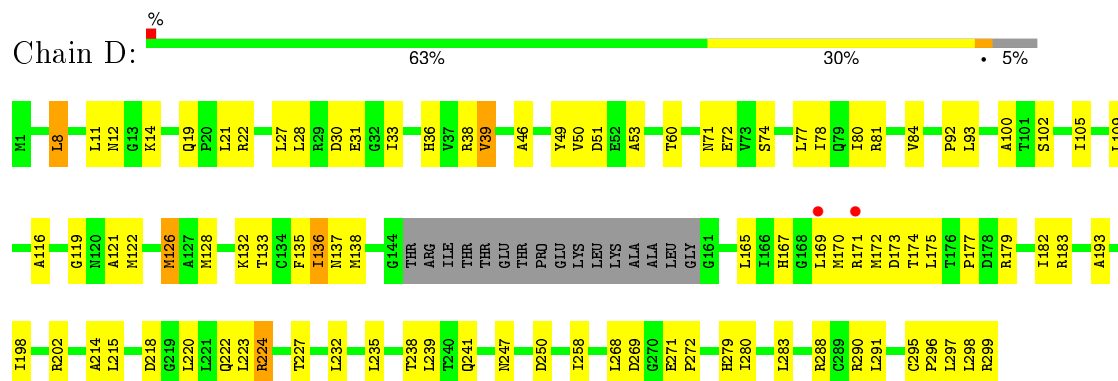 %
Chain D:
63% 30% • 5%
M1 L8 L11 N12 G13 K14 Q19 P20 L21 R22 L27 L28 R29 D30 E31 G32 I33 H36 V37 R38 V39 A46 Y49 V50 D51 E52 A53 T60 N71 E72 V73 S74 L77 I78 Q79 I80 R81 V84 P92 L93 A100 T101 S102 I105 L109
A116 G119 N120 A121 M122 M126 A127 M128 K132 T133 C134 F135 I136 N137 M138 G144 THR ARG ILE THR THR GLU THR PRO GLU LYS LEU LYS ALA ALA LEU GLY G161 L165 I166 H167 G168 L169 M170 R171 M172 D173 T174 L175 T176 P177 D178 R179 I182 R183 A193
I198 R202 A214 L215 D218 G219 L220 L221 Q222 L223 R224 T227 L232 L235 T238 L239 T240 Q241 N247 D250 I258 L268 D269 G270 E271 P272 H279 I280 L283 R288 C289 R290 L291 C295 P296 L297 L298 R299